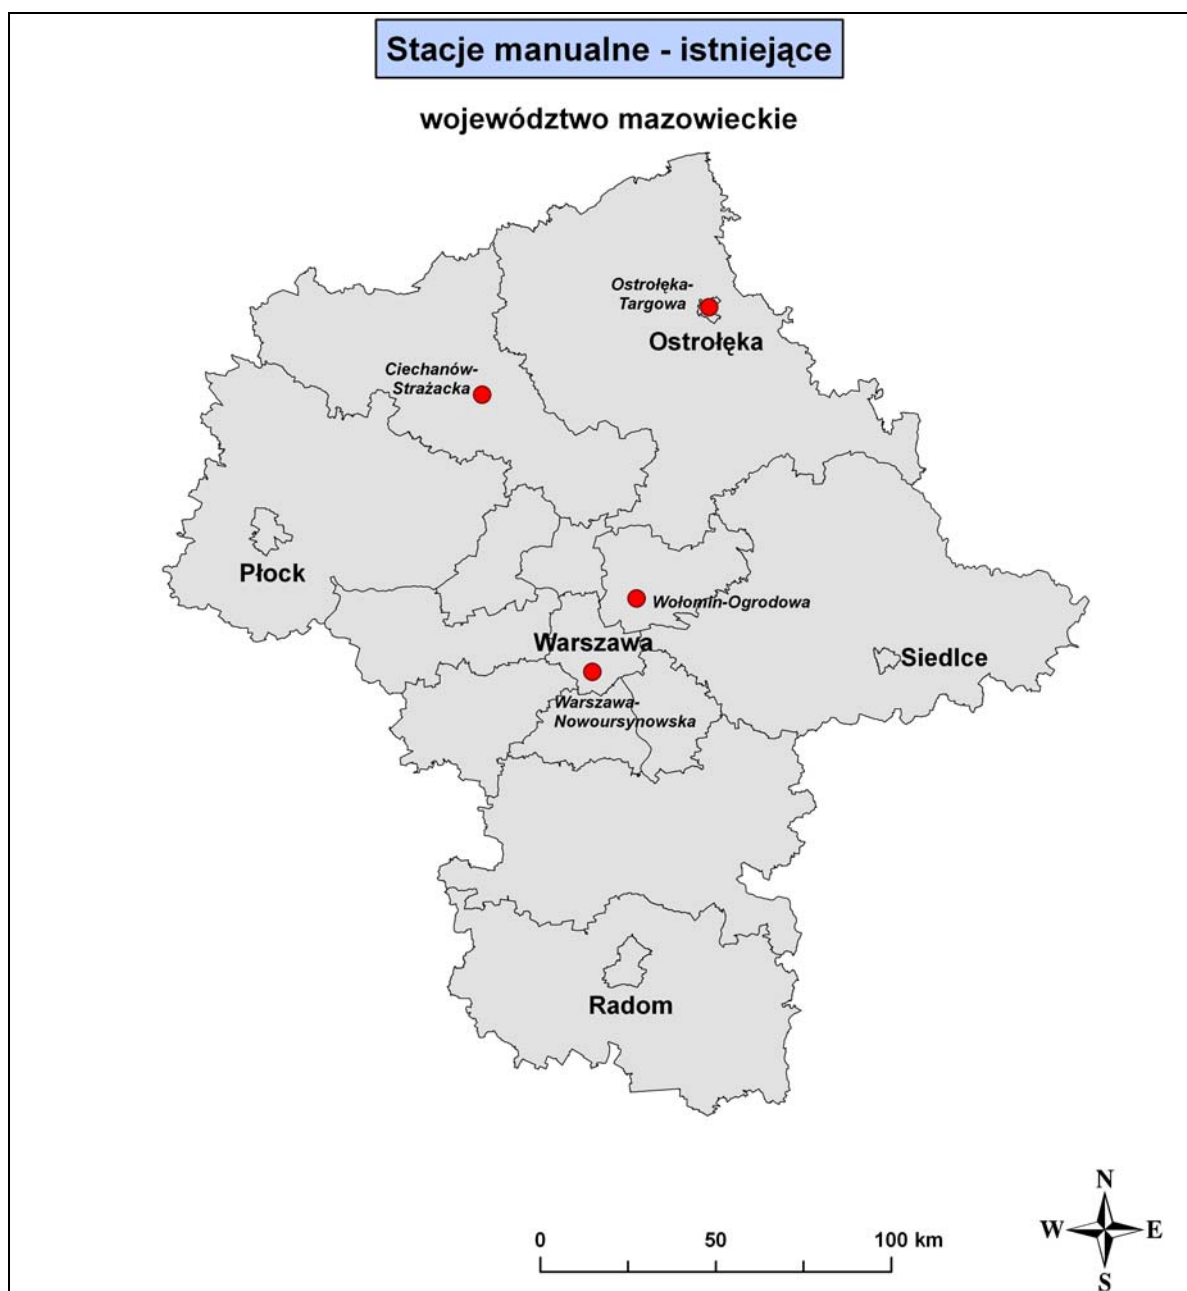 Stacje manualne - istniejące
województwo mazowieckie
Ostrołęka-
Targowa
Ostrołęka
Ciechanów-
Strażacka
Płock
Wołomin-Ogrodowa
Warszawa
Siedlce
Warszawa-
Nowoursynowska
Radom
N
W E
S
0 50 100 km